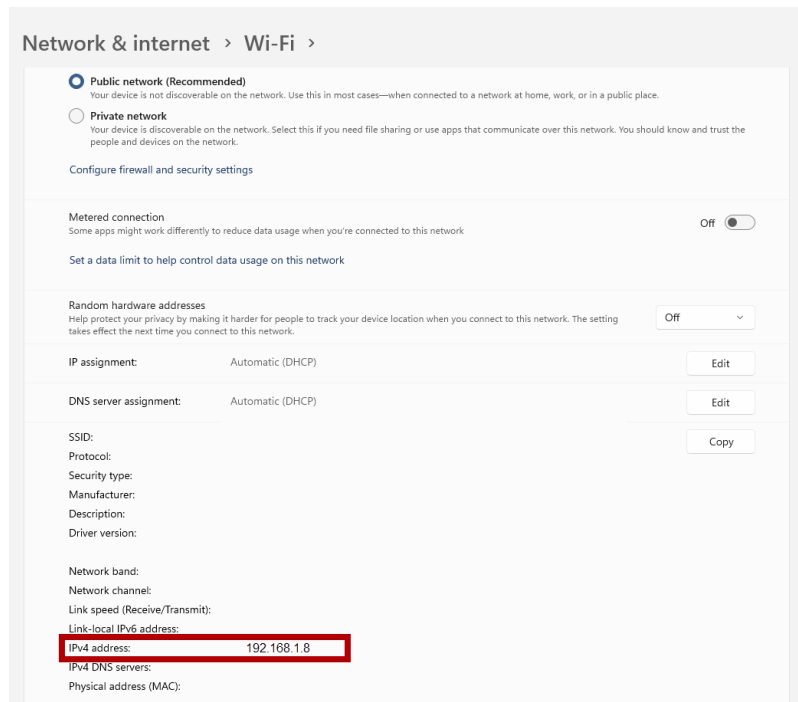 Network & internet › Wi-Fi ›
Public network (Recommended)
Your device is not discoverable on the network. Use this in most cases—when connected to a network at home, work, or in a public place.
Private network
Your device is discoverable on the network. Select this if you need file sharing or use apps that communicate over this network. You should know and trust the
people and devices on the network.
Configure firewall and security settings
Metered connection
Some apps might work differently to reduce data usage when you're connected to this network
Off
Set a data limit to help control data usage on this network
Random hardware addresses
Help protect your privacy by making it harder for people to track your device location when you connect to this network. The setting
takes effect the next time you connect to this network.
Off
IP assignment: Automatic (DHCP) Edit
DNS server assignment: Automatic (DHCP) Edit
SSID: Copy
Protocol:
Security type:
Manufacturer:
Description:
Driver version:
Network band:
Network channel:
Link speed (Receive/Transmit):
Link-local IPv6 address:
IPv4 address: 192.168.1.8
IPv4 DNS servers:
Physical address (MAC):